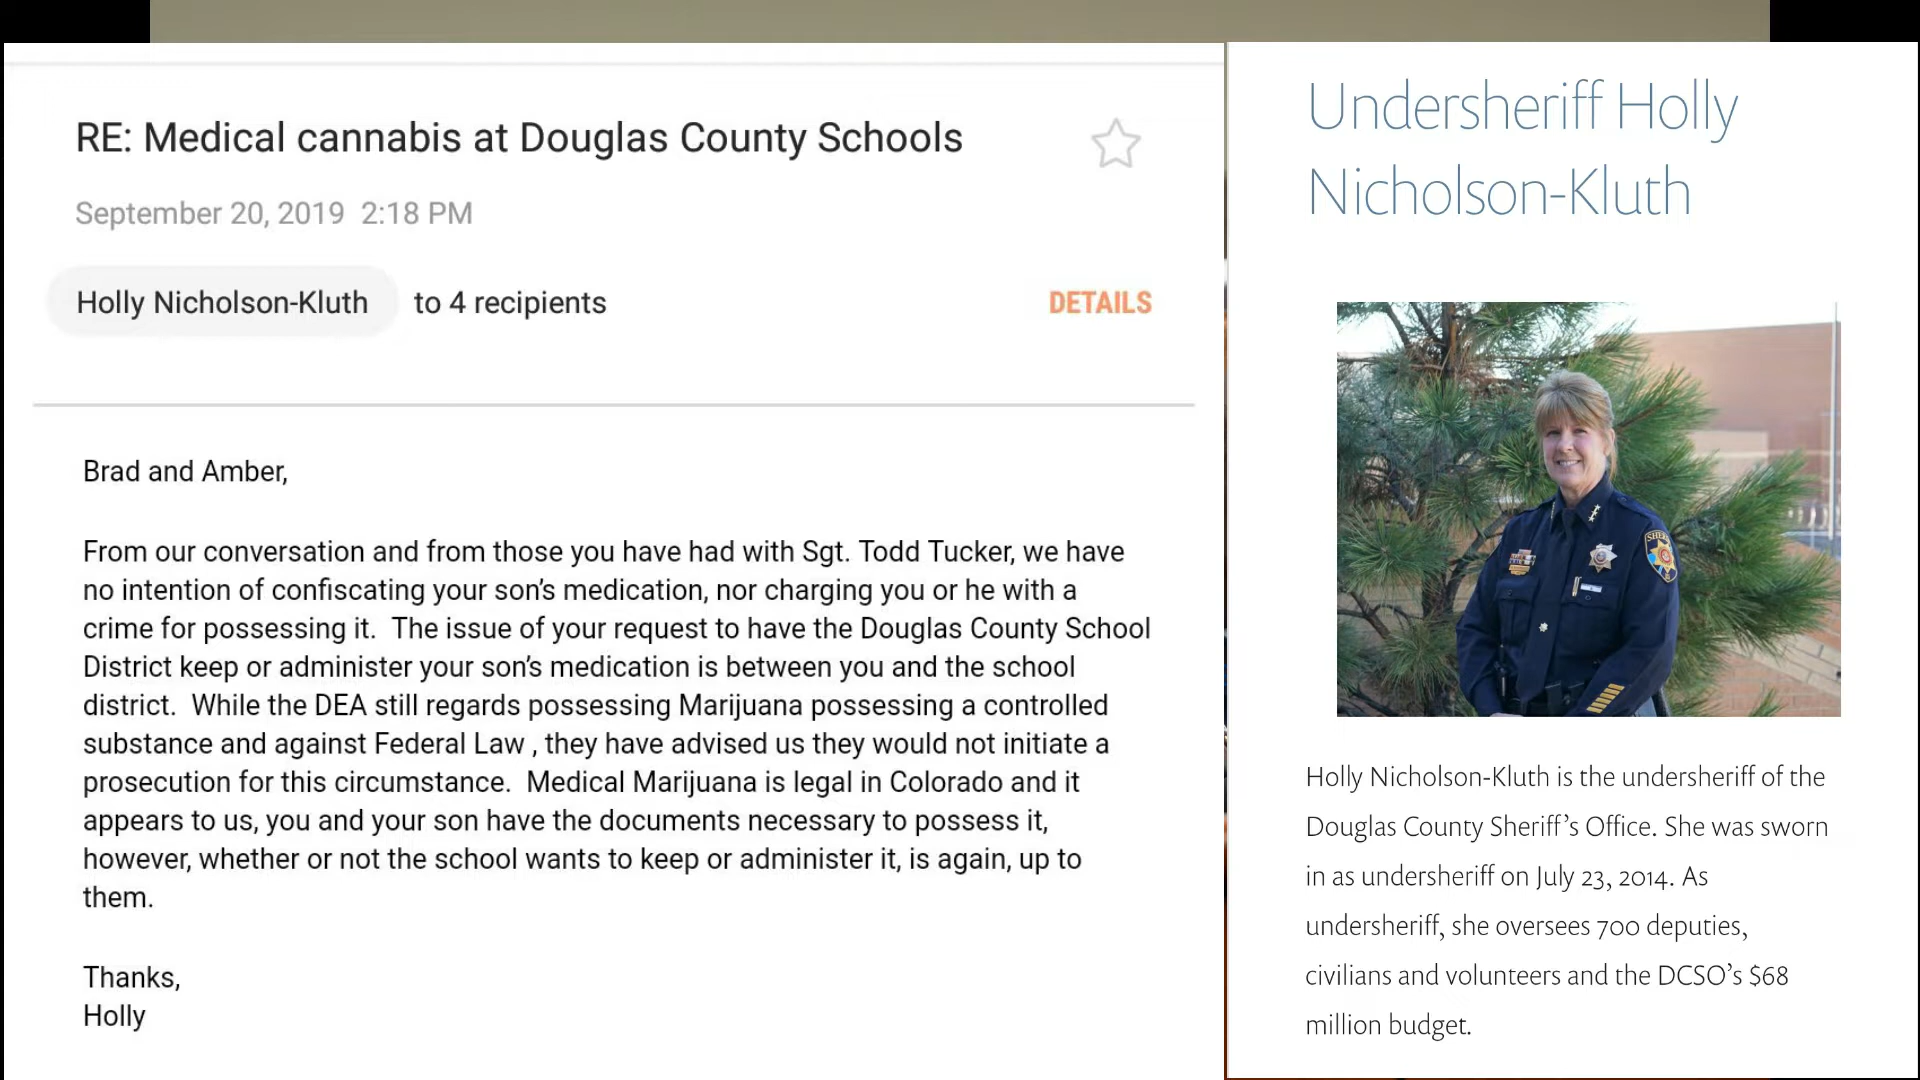 RE: Medical cannabis at Douglas County Schools
September 20, 2019 2:18 PM
Holly Nicholson-Kluth to 4 recipients
DETAILS
Brad and Amber,
From our conversation and from those you have had with Sgt. Todd Tucker, we have
no intention of confiscating your son's medication, nor charging you or he with a
crime for possessing it. The issue of your request to have the Douglas County School
District keep or administer your son's medication is between you and the school
district. While the DEA still regards possessing Marijuana possessing a controlled
substance and against Federal Law , they have advised us they would not initiate a
prosecution for this circumstance. Medical Marijuana is legal in Colorado and it
appears to us, you and your son have the documents necessary to possess it,
however, whether or not the school wants to keep or administer it, is again, up to
them.
Thanks,
Holly
Undersheriff Holly
Nicholson-Kluth
Holly Nicholson-Kluth is the undersheriff of the
Douglas County Sheriff's Office. She was sworn
in as undersheriff on July 23, 2014. As
undersheriff, she oversees 700 deputies,
civilians and volunteers and the DCSO's $68
million budget.